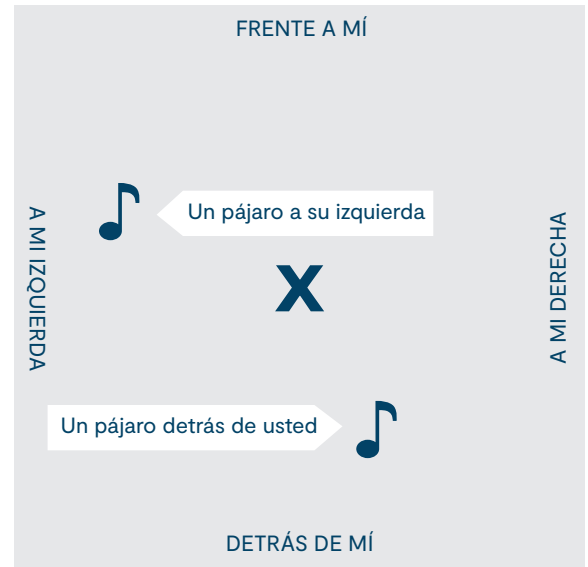 FRENTE A MÍ
Un pájaro a su izquierda
A MI IZQUIERDA
X
A MI DERECHA
Un pájaro detrás de usted
DETRÁS DE MÍ